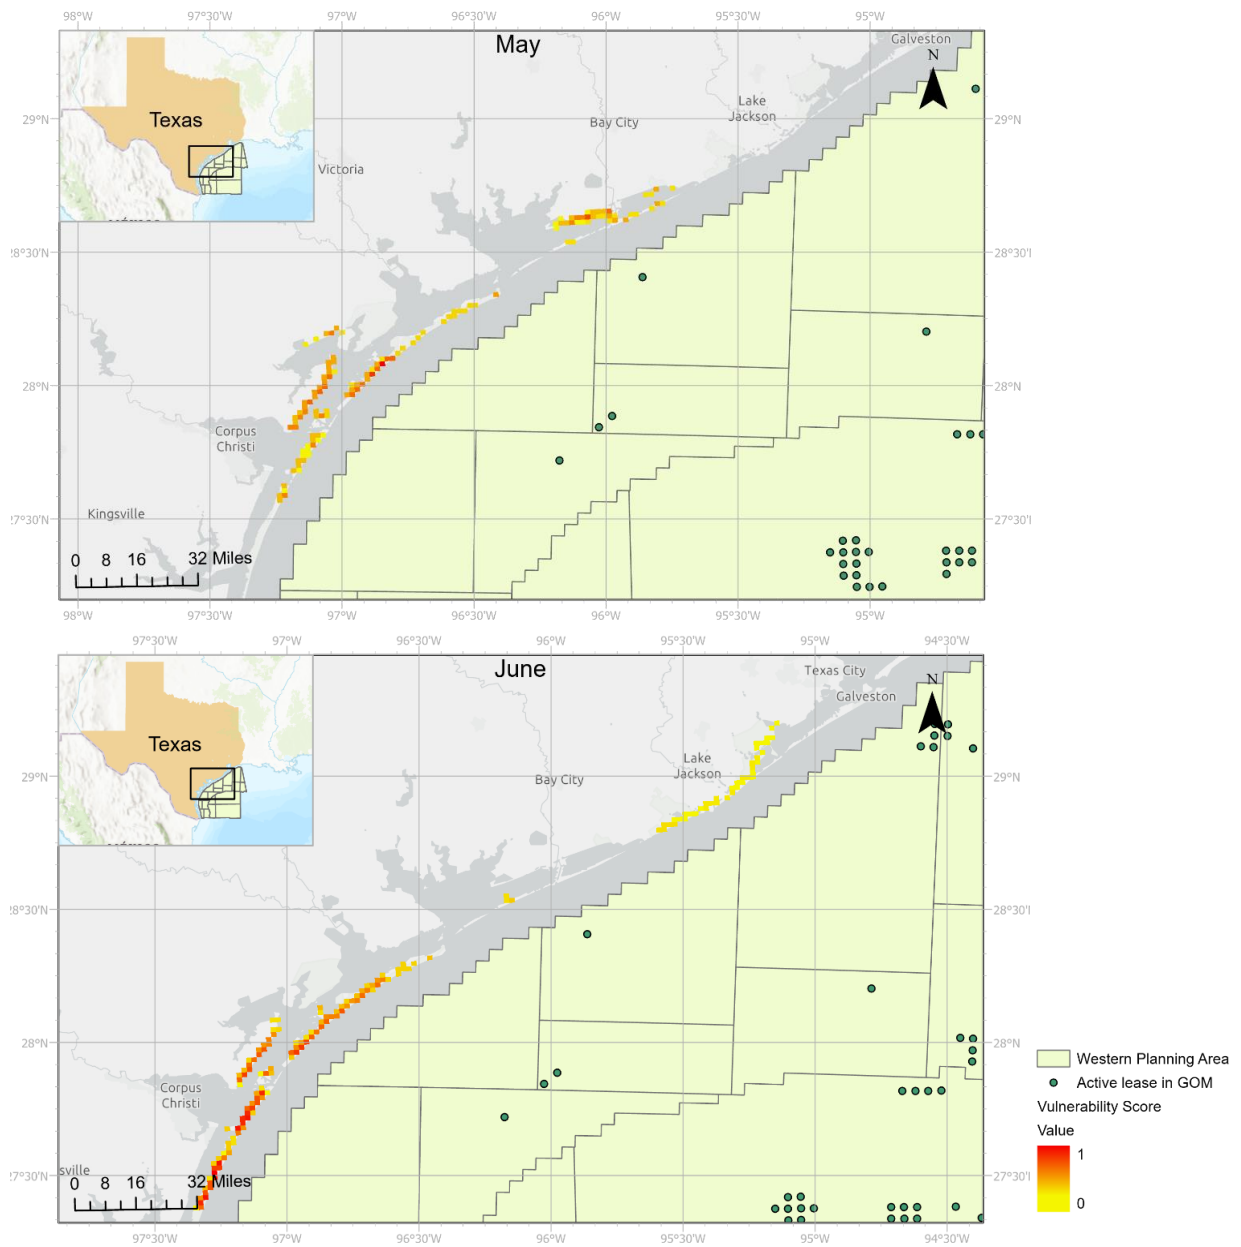 98°W 97°30'W 97°W 96°30'W 96°W 95°30'W 95°W
May
Galveston
N
Texas
Lake
Jackson
Bay City
29°N 29°N
Victoria
28°30'N 28°30'N
28°N 28°N
Corpus
Christi
Kingsville
27°30'N 27°30'N
0 8 16 32 Miles
98°W 97°30'W 97°W 96°30'W 96°W 95°30'W 95°W
97°30'W 97°W 96°30'W 96°W 95°30'W 95°W 94°30'W
June
Texas City
Galveston
N
Texas
Lake
Jackson
Bay City
29°N 29°N
28°30'N 28°30'N
28°N 28°N
Corpus
Christi
sville
27°30'N 27°30'N
0 8 16 32 Miles
97°30'W 97°W 96°30'W 96°W 95°30'W 95°W 94°30'W
Western Planning Area
Active lease in GOM
Vulnerability Score
Value
1
0